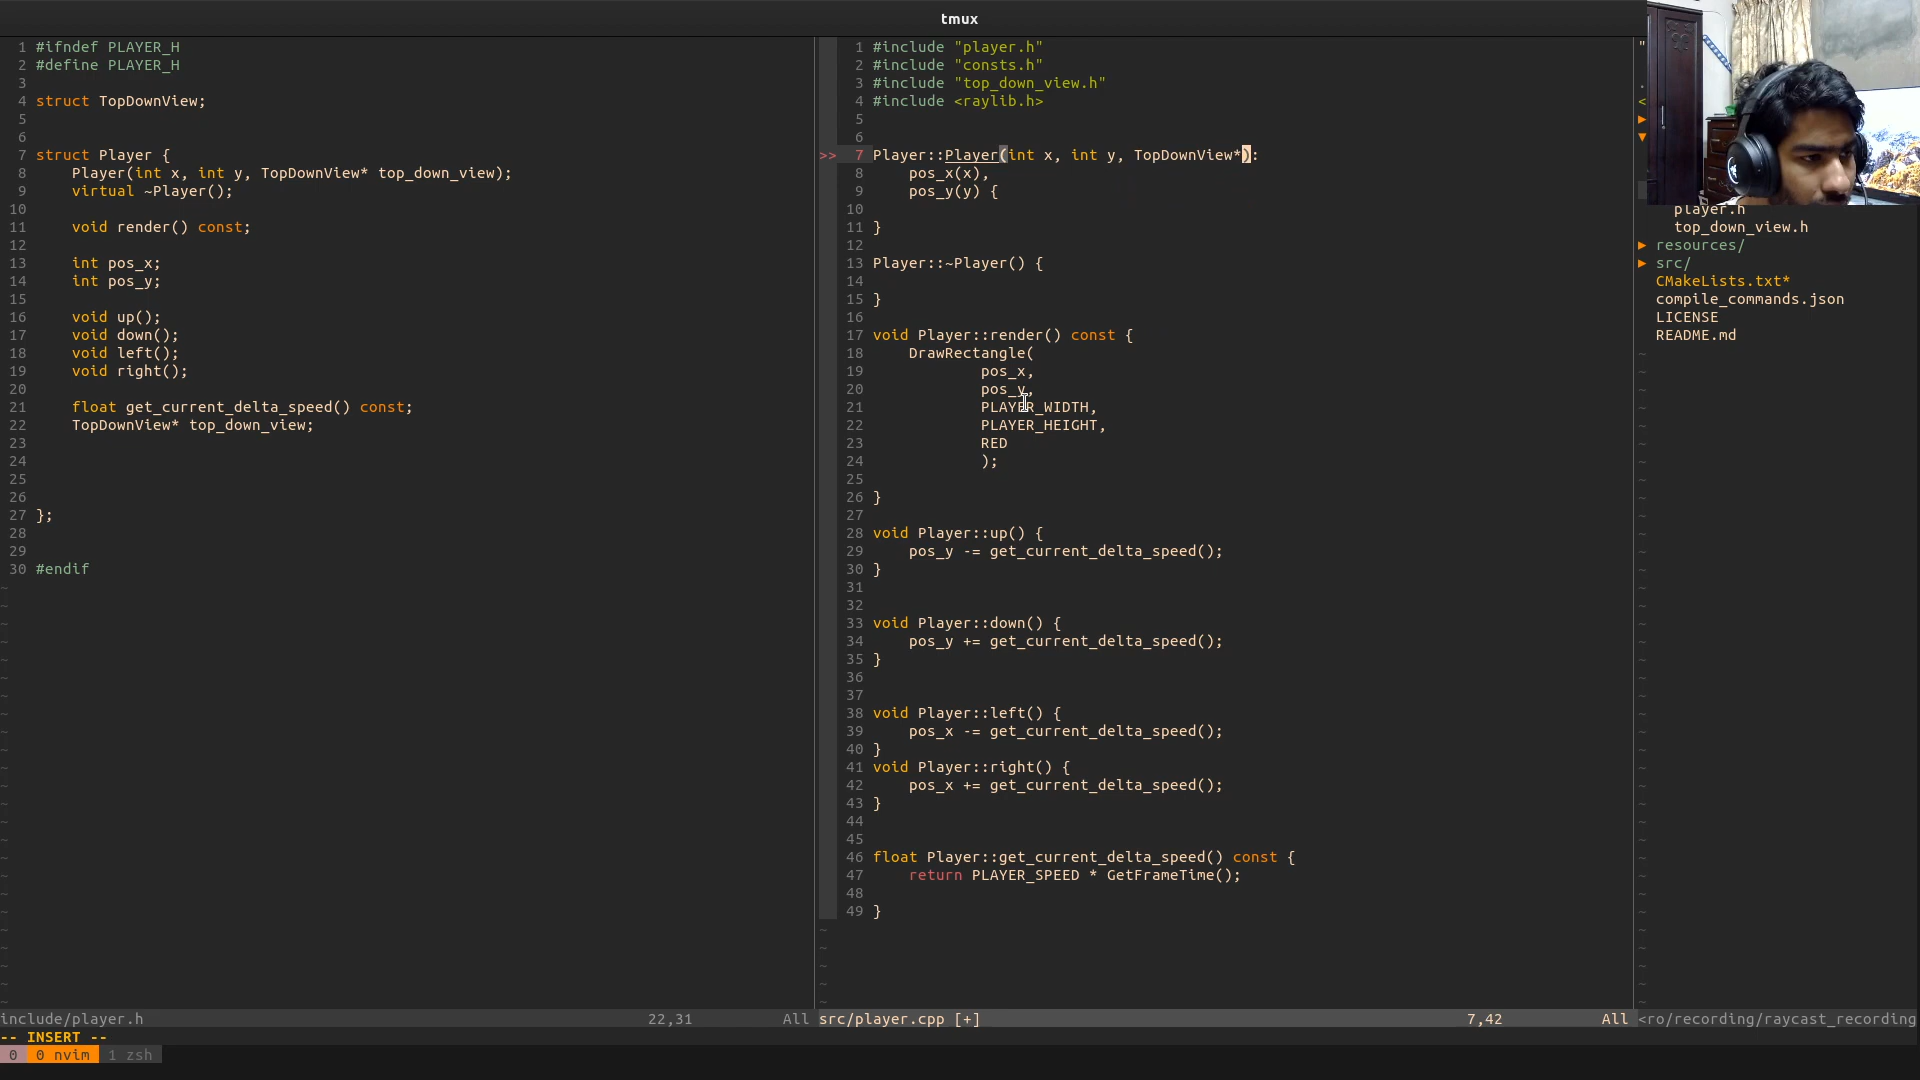 tmux
1 #ifndef PLAYER_H
2 #define PLAYER_H
3
4 struct TopDownView;
5
6
7 struct Player {
8     Player(int x, int y, TopDownView* top_down_view);
9     virtual ~Player();
10
11     void render() const;
12
13     int pos_x;
14     int pos_y;
15
16     void up();
17     void down();
18     void left();
19     void right();
20
21     float get_current_delta_speed() const;
22     TopDownView* top_down_view;
23
24
25
26
27 };
28
29
30 #endif
include/player.h 22,31 All
1 #include "player.h"
2 #include "consts.h"
3 #include "top_down_view.h"
4 #include <raylib.h>
5
6
>> 7 Player::Player(int x, int y, TopDownView*):
8     pos_x(x),
9     pos_y(y) {
10
11 }
12
13 Player::~Player() {
14
15 }
16
17 void Player::render() const {
18     DrawRectangle(
19             pos_x,
20             pos_y,
21             PLAYER_WIDTH,
22             PLAYER_HEIGHT,
23             RED
24             );
25
26 }
27
28 void Player::up() {
29     pos_y -= get_current_delta_speed();
30 }
31
32
33 void Player::down() {
34     pos_y += get_current_delta_speed();
35 }
36
37
38 void Player::left() {
39     pos_x -= get_current_delta_speed();
40 }
41 void Player::right() {
42     pos_x += get_current_delta_speed();
43 }
44
45
46 float Player::get_current_delta_speed() const {
47     return PLAYER_SPEED * GetFrameTime();
48
49 }
src/player.cpp [+] 7,42 All
"
.
<
▶
▼
player.h
top_down_view.h
▶ resources/
▶ src/
CMakeLists.txt*
compile_commands.json
LICENSE
README.md
<ro/recording/raycast_recording
-- INSERT --
0 0 nvim 1 zsh